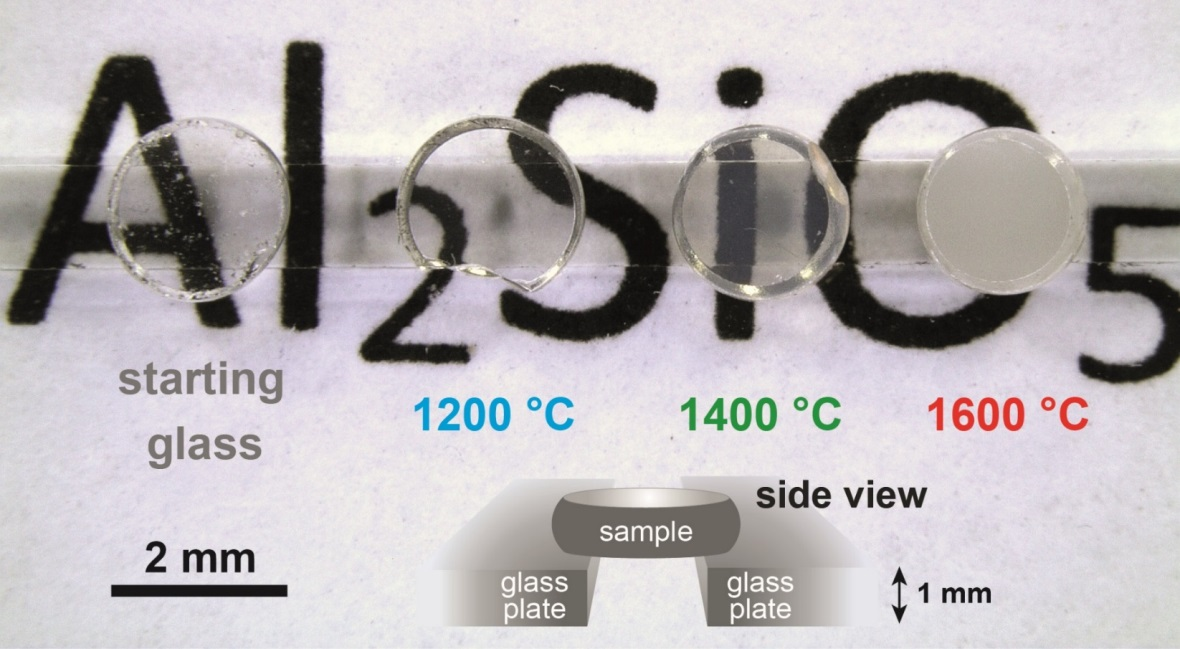 Al₂SiO₅
starting
glass
1200 °C
1400 °C
1600 °C
2 mm
side view
sample
glass
plate
glass
plate
1 mm